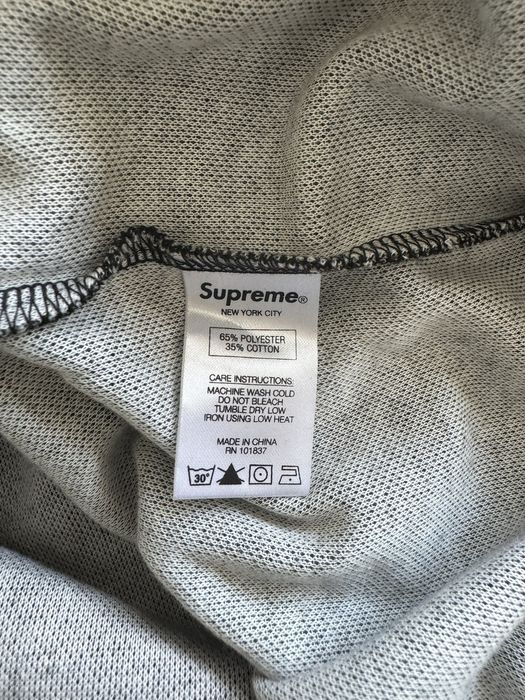 Supreme®
NEW YORK CITY
65% POLYESTER
35% COTTON
CARE INSTRUCTIONS:
MACHINE WASH COLD
DO NOT BLEACH
TUMBLE DRY LOW
IRON USING LOW HEAT
MADE IN CHINA
RN 101837
30°